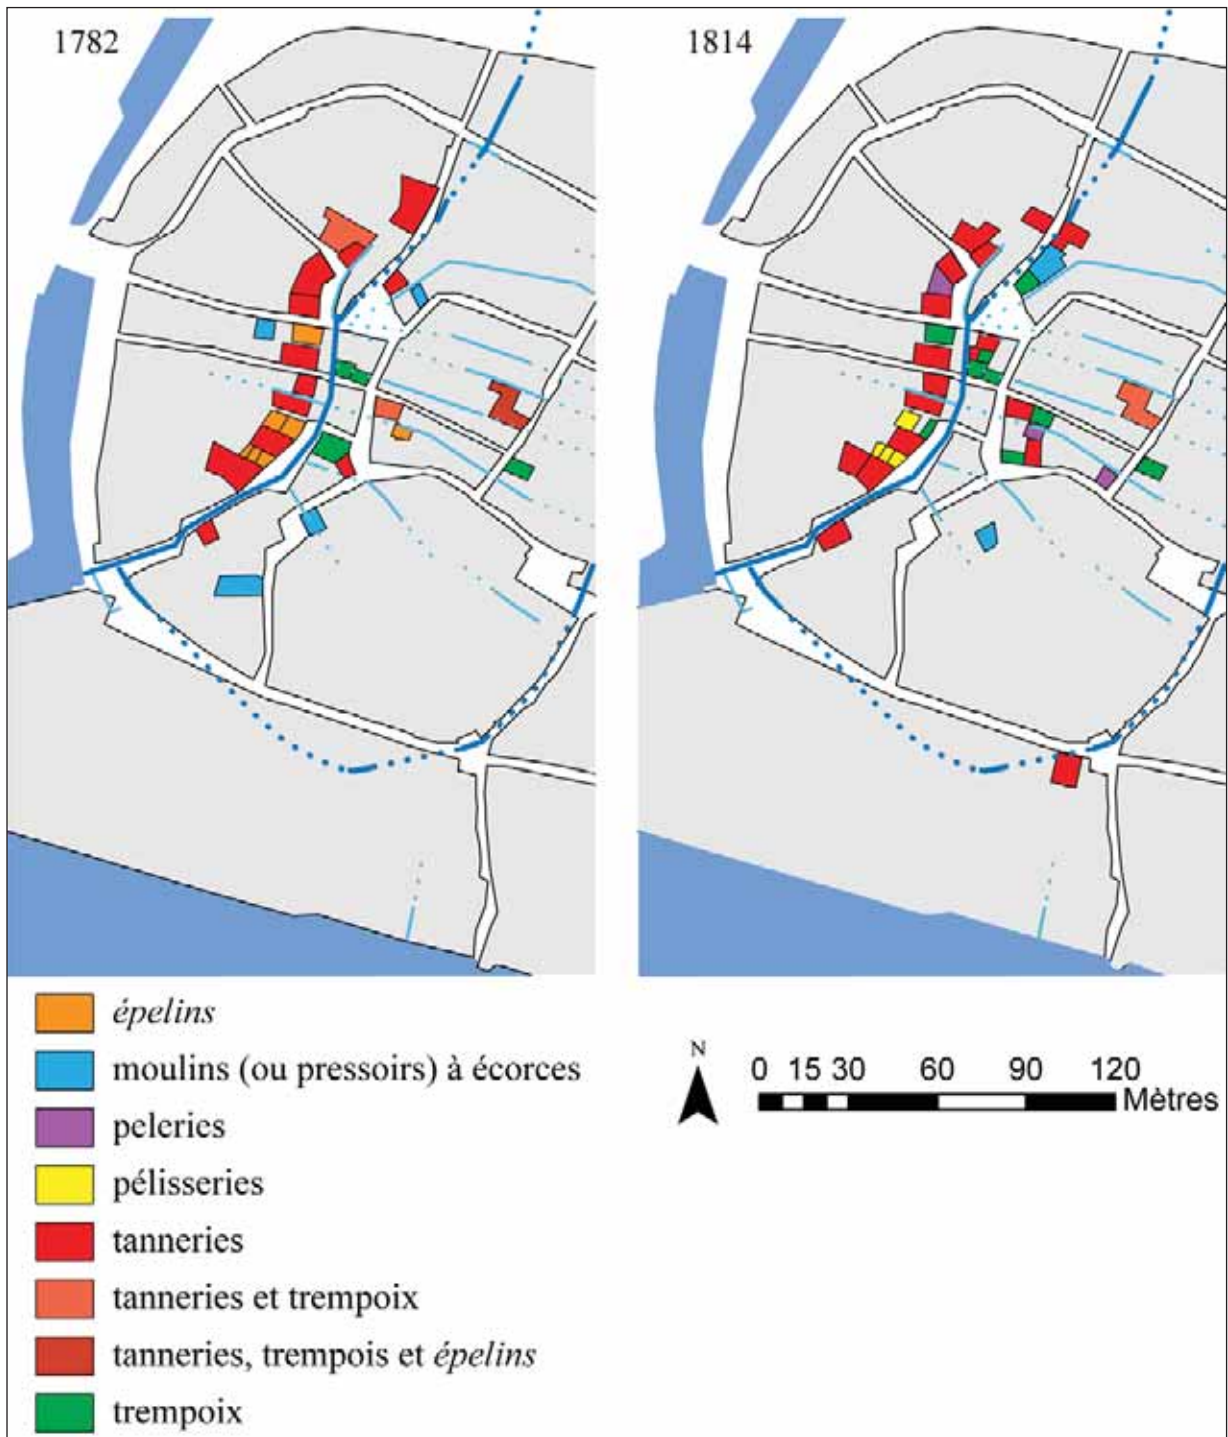 1782
1814
épelins
moulins (ou pressoirs) à écorces
peleries
pélisseries
tanneries
tanneries et trempoix
tanneries, trempois et épelins
trempoix
N
0 15 30 60 90 120
Mètres